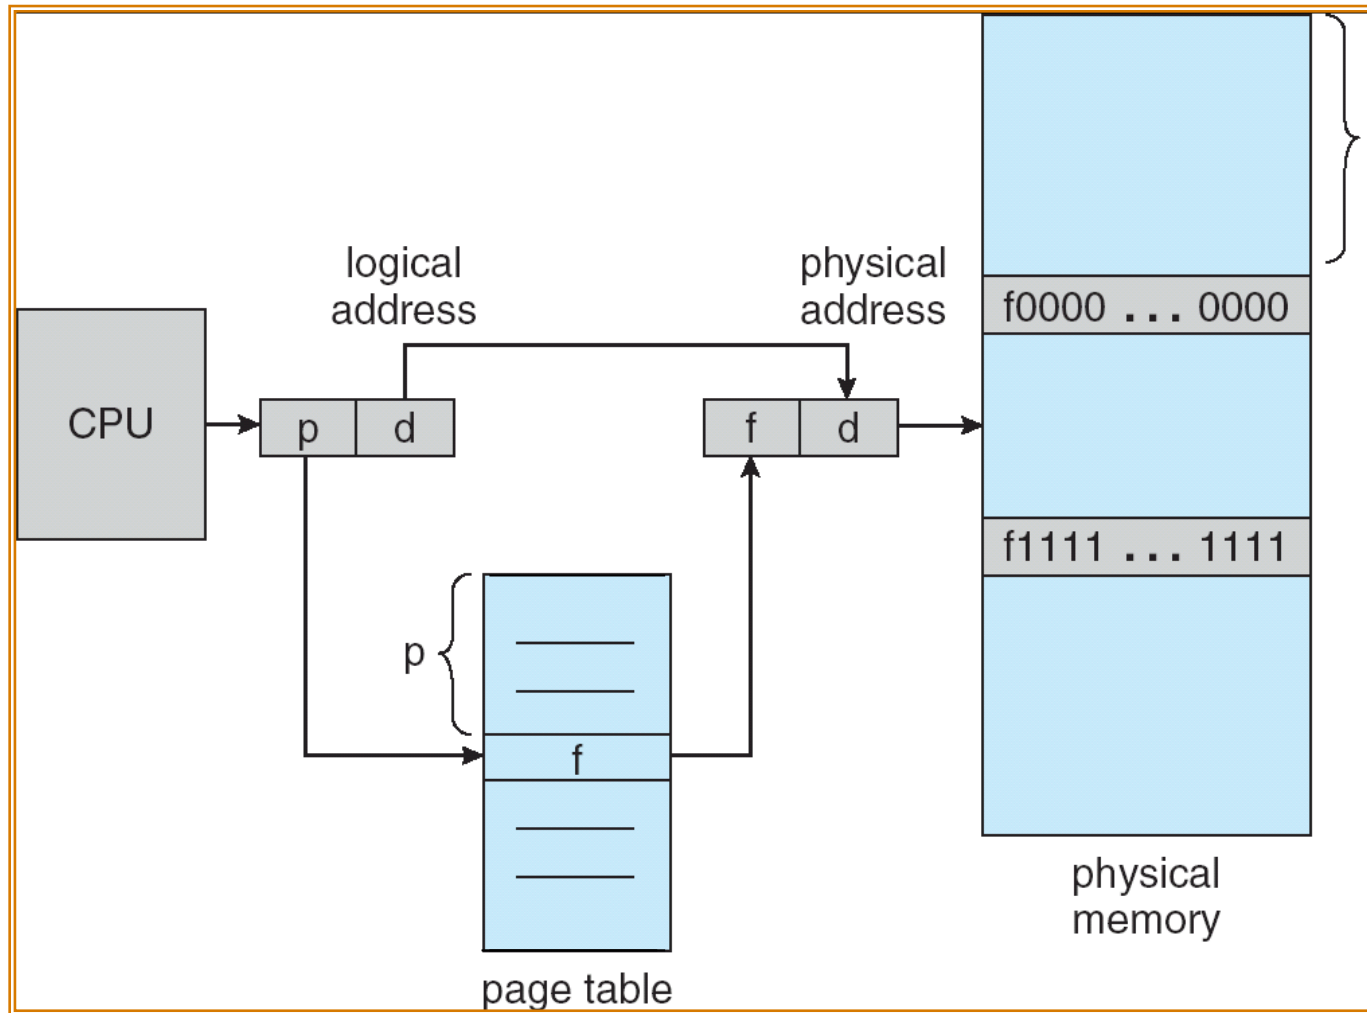 logical
address
physical
address
f0000 ... 0000
CPU
p
d
f
d
f1111 ... 1111
p
f
physical
memory
page table